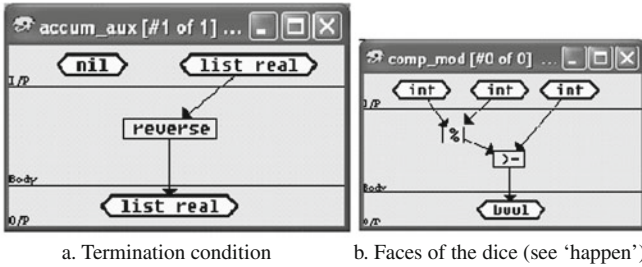 accum_aux [#1 of 1] ...
nil
list real
I/P
reverse
Body
list real
O/P
a. Termination condition
comp_mod [#0 of 0] ...
int int int
I/P
|%|
>=
Body
bool
O/P
b. Faces of the dice (see ‘happen’)